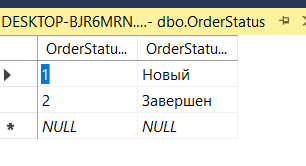 DESKTOP-BJR6MRN....- dbo.OrderStatus
OrderStatu... OrderStatu...
1 Новый
2 Завершен
NULL NULL